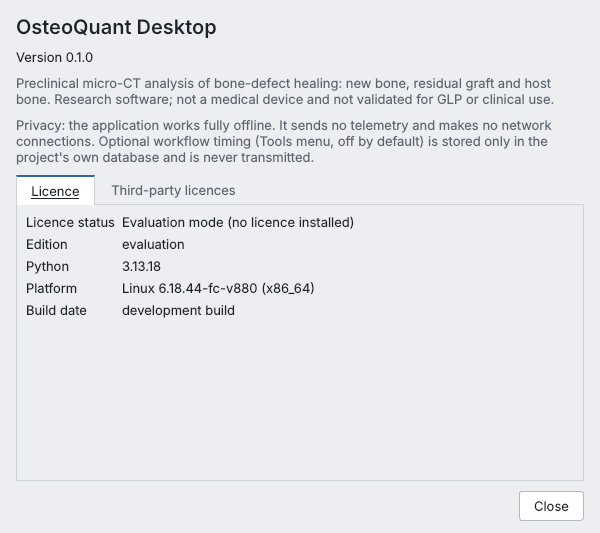 OsteoQuant Desktop
Version 0.1.0
Preclinical micro-CT analysis of bone-defect healing: new bone, residual graft and host
bone. Research software; not a medical device and not validated for GLP or clinical use.
Privacy: the application works fully offline. It sends no telemetry and makes no network
connections. Optional workflow timing (Tools menu, off by default) is stored only in the
project's own database and is never transmitted.
Licence Third-party licences
Licence status Evaluation mode (no licence installed)
Edition evaluation
Python 3.13.18
Platform Linux 6.18.44-fc-v880 (x86_64)
Build date development build
Close